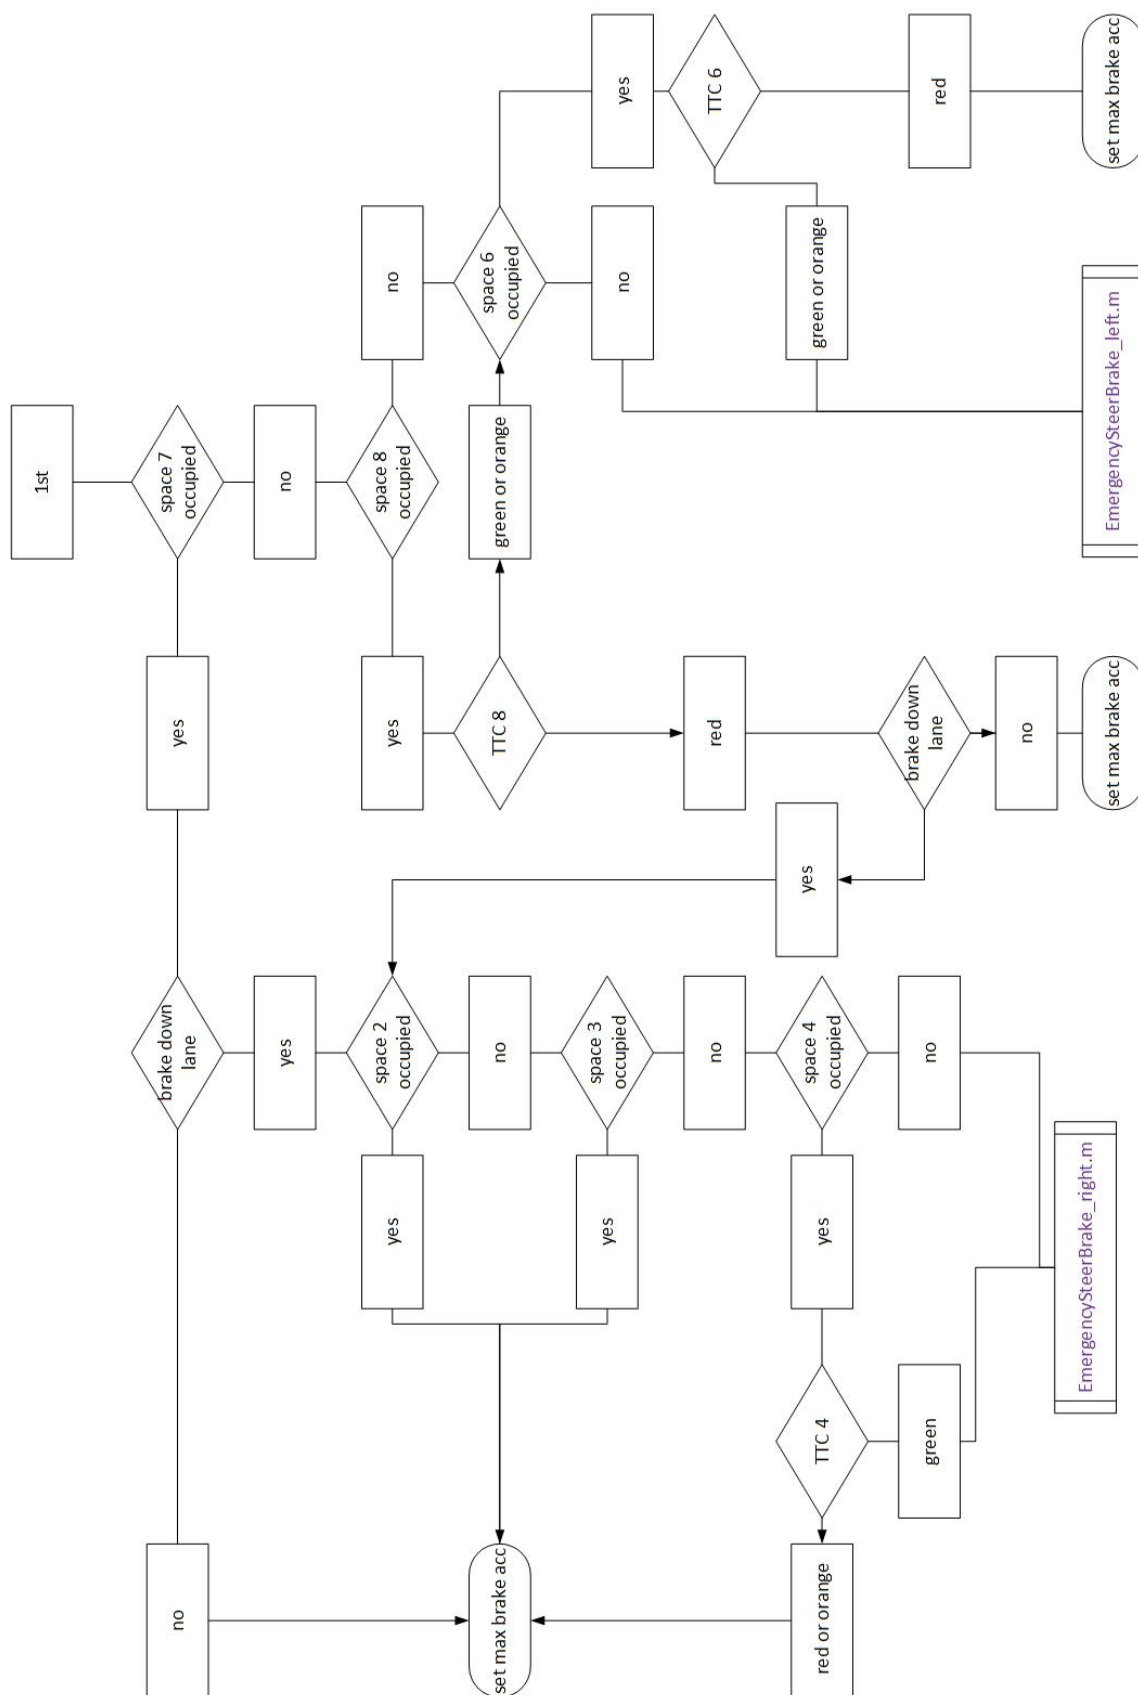 1st
space 7
occupied
yes
no
brake down
lane
no
yes
space 8
occupied
yes
no
TTC 8
green or orange
space 6
occupied
yes
no
TTC 6
red
green or orange
set max brake acc
EmergencySteerBrake_left.m
red
brake down
lane
no
set max brake acc
yes
space 2
occupied
yes
no
space 3
occupied
yes
no
space 4
occupied
yes
no
TTC 4
green
red or orange
set max brake acc
EmergencySteerBrake_right.m